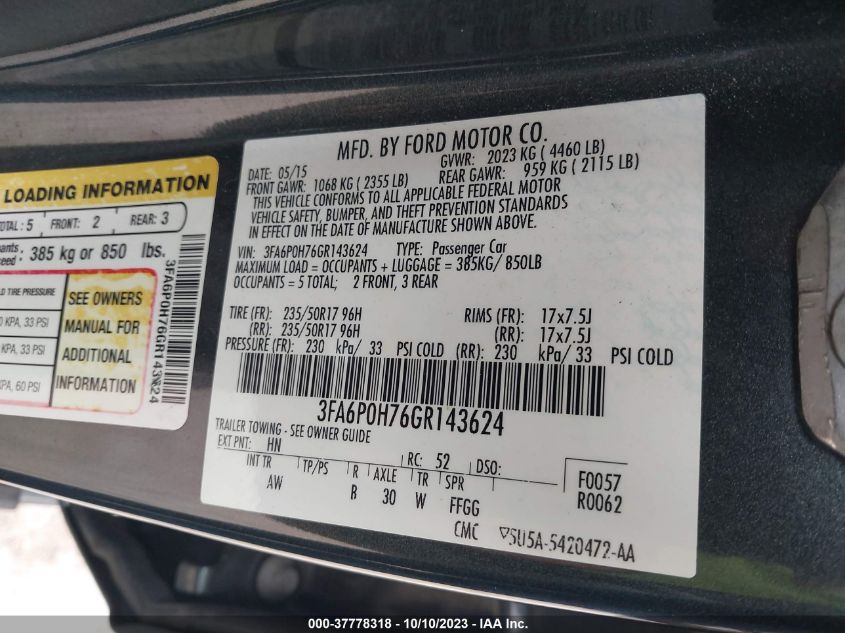 LOADING INFORMATION
TOTAL : 5 FRONT: 2 REAR: 3
385 kg or 850 lbs.
TIRE PRESSURE
KPA, 33 PSI
KPA, 33 PSI
KPA, 60 PSI
SEE OWNERS
MANUAL FOR
ADDITIONAL
INFORMATION
3FA6P0H76GR143624
MFD. BY FORD MOTOR CO.
DATE: 05/15 GVWR: 2023 KG ( 4460 LB)
FRONT GAWR: 1068 KG ( 2355 LB) REAR GAWR: 959 KG ( 2115 LB)
THIS VEHICLE CONFORMS TO ALL APPLICABLE FEDERAL MOTOR
VEHICLE SAFETY, BUMPER, AND THEFT PREVENTION STANDARDS
IN EFFECT ON THE DATE OF MANUFACTURE SHOWN ABOVE.
VIN: 3FA6P0H76GR143624 TYPE: Passenger Car
MAXIMUM LOAD = OCCUPANTS + LUGGAGE = 385KG/ 850LB
OCCUPANTS = 5 TOTAL; 2 FRONT, 3 REAR
TIRE (FR): 235/50R17 96H RIMS (FR): 17x7.5J
(RR): 235/50R17 96H (RR): 17x7.5J
PRESSURE (FR): 230 kPa/ 33 PSI COLD (RR): 230 kPa/ 33 PSI COLD
3FA6P0H76GR143624
TRAILER TOWING - SEE OWNER GUIDE
EXT PNT: HN RC: 52 DSO:
INT TR TP/PS R AXLE TR SPR F0057
AW B 30 W FFGG R0062
CMC SU5A-5420472-AA
000-37778318 - 10/10/2023 - IAA Inc.